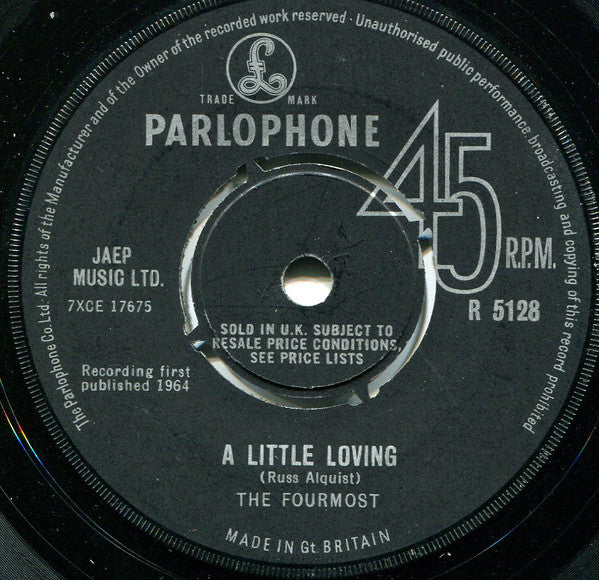 The Parlophone Co. Ltd. All rights of the Manufacturer and of the Owner of the recorded work reserved · Unauthorised public performance, broadcasting and copying of this record prohibited
£
TRADE MARK
PARLOPHONE
45
R.P.M.
R 5128
JAEP
MUSIC LTD.
7XCE 17675
SOLD IN U.K. SUBJECT TO
RESALE PRICE CONDITIONS,
SEE PRICE LISTS
Recording first
published 1964
A LITTLE LOVING
(Russ Alquist)
THE FOURMOST
MADE IN Gt. BRITAIN